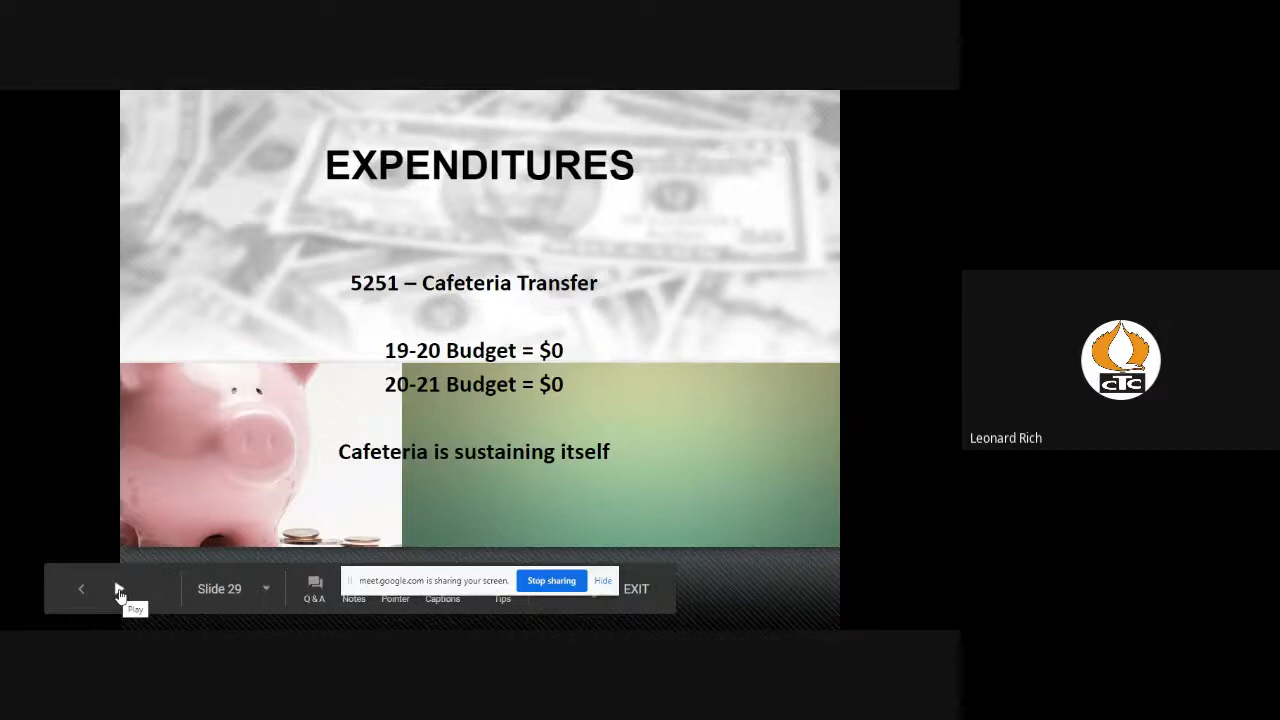 EXPENDITURES
5251 – Cafeteria Transfer
19-20 Budget = $0
20-21 Budget = $0
Cafeteria is sustaining itself
CTC
Leonard Rich
meet.google.com is sharing your screen.
Stop sharing
Hide
Slide 29
Q & A
Notes
Pointer
Captions
Tips
EXIT
Play